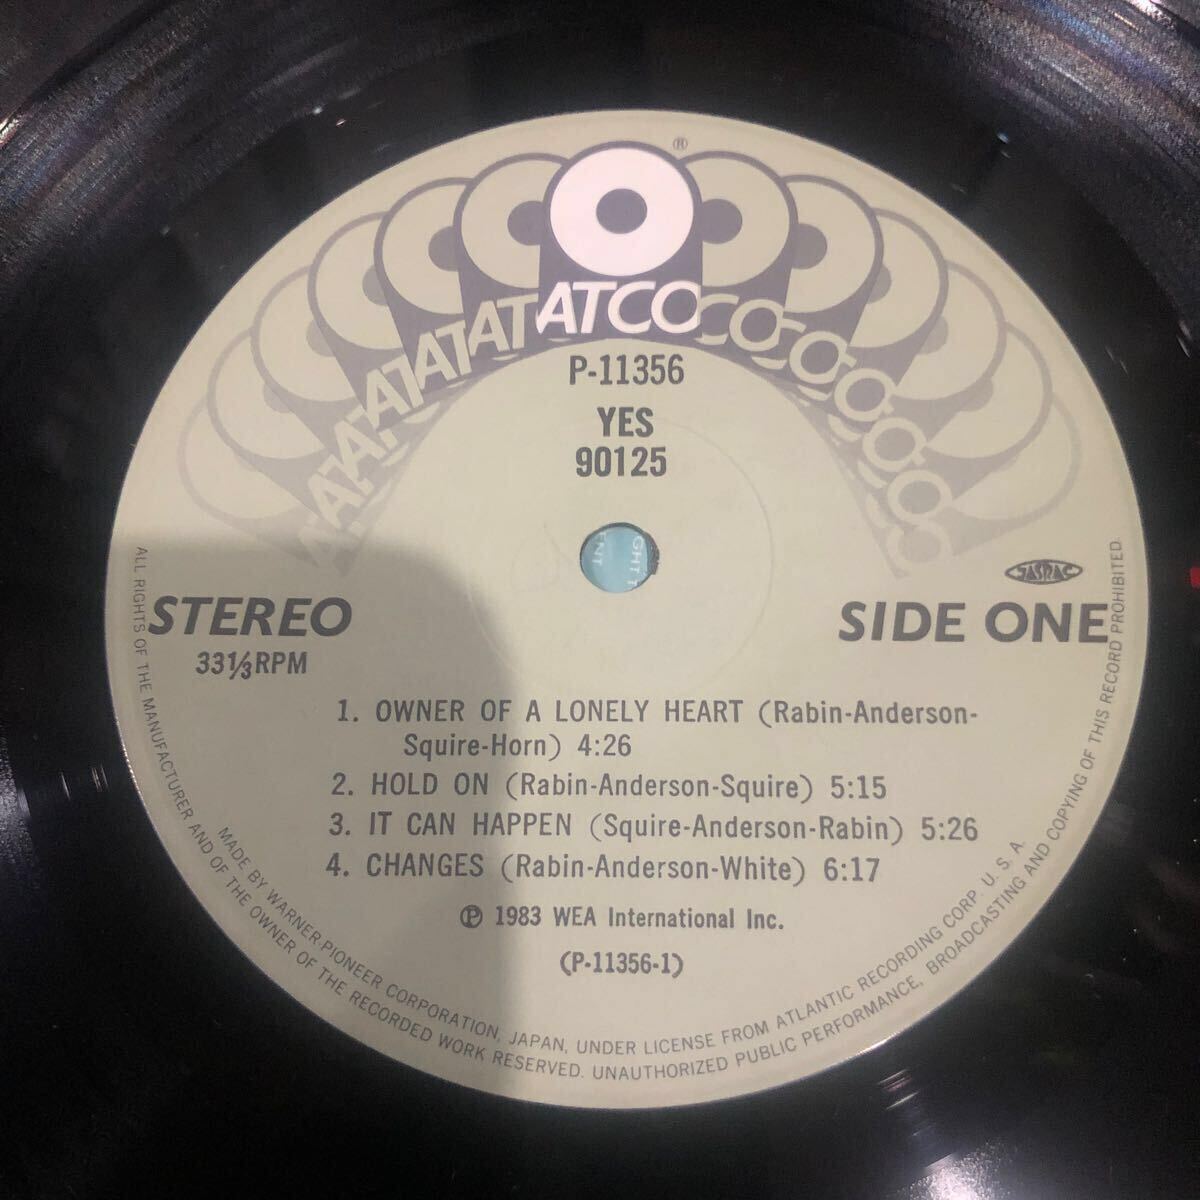 ®
ATCO
P-11356
YES
90125
STEREO
33⅓RPM
JASRAC
SIDE ONE
1. OWNER OF A LONELY HEART (Rabin-Anderson-
Squire-Horn) 4:26
2. HOLD ON (Rabin-Anderson-Squire) 5:15
3. IT CAN HAPPEN (Squire-Anderson-Rabin) 5:26
4. CHANGES (Rabin-Anderson-White) 6:17
Ⓟ 1983 WEA International Inc.
(P-11356-1)
MADE BY WARNER-PIONEER CORPORATION, JAPAN, UNDER LICENSE FROM ATLANTIC RECORDING CORP. U. S. A.
ALL RIGHTS OF THE MANUFACTURER AND OF THE OWNER OF THE RECORDED WORK RESERVED. UNAUTHORIZED PUBLIC PERFORMANCE, BROADCASTING AND COPYING OF THIS RECORD PROHIBITED.